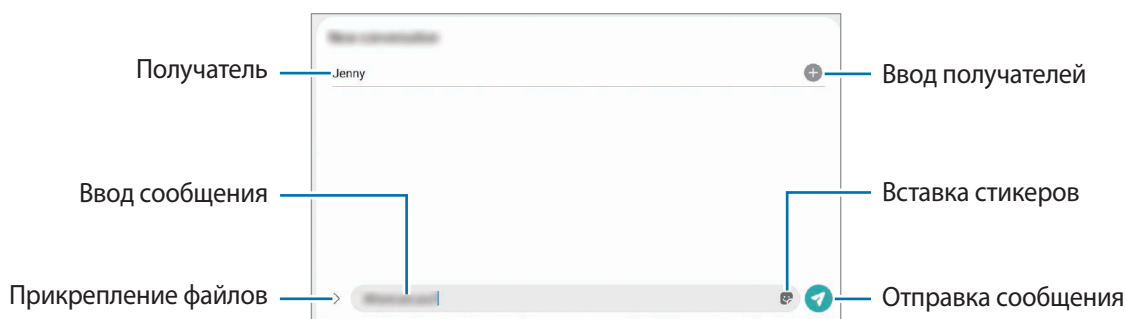 Получатель
Jenny
Ввод получателей
Ввод сообщения
Вставка стикеров
Прикрепление файлов
Отправка сообщения